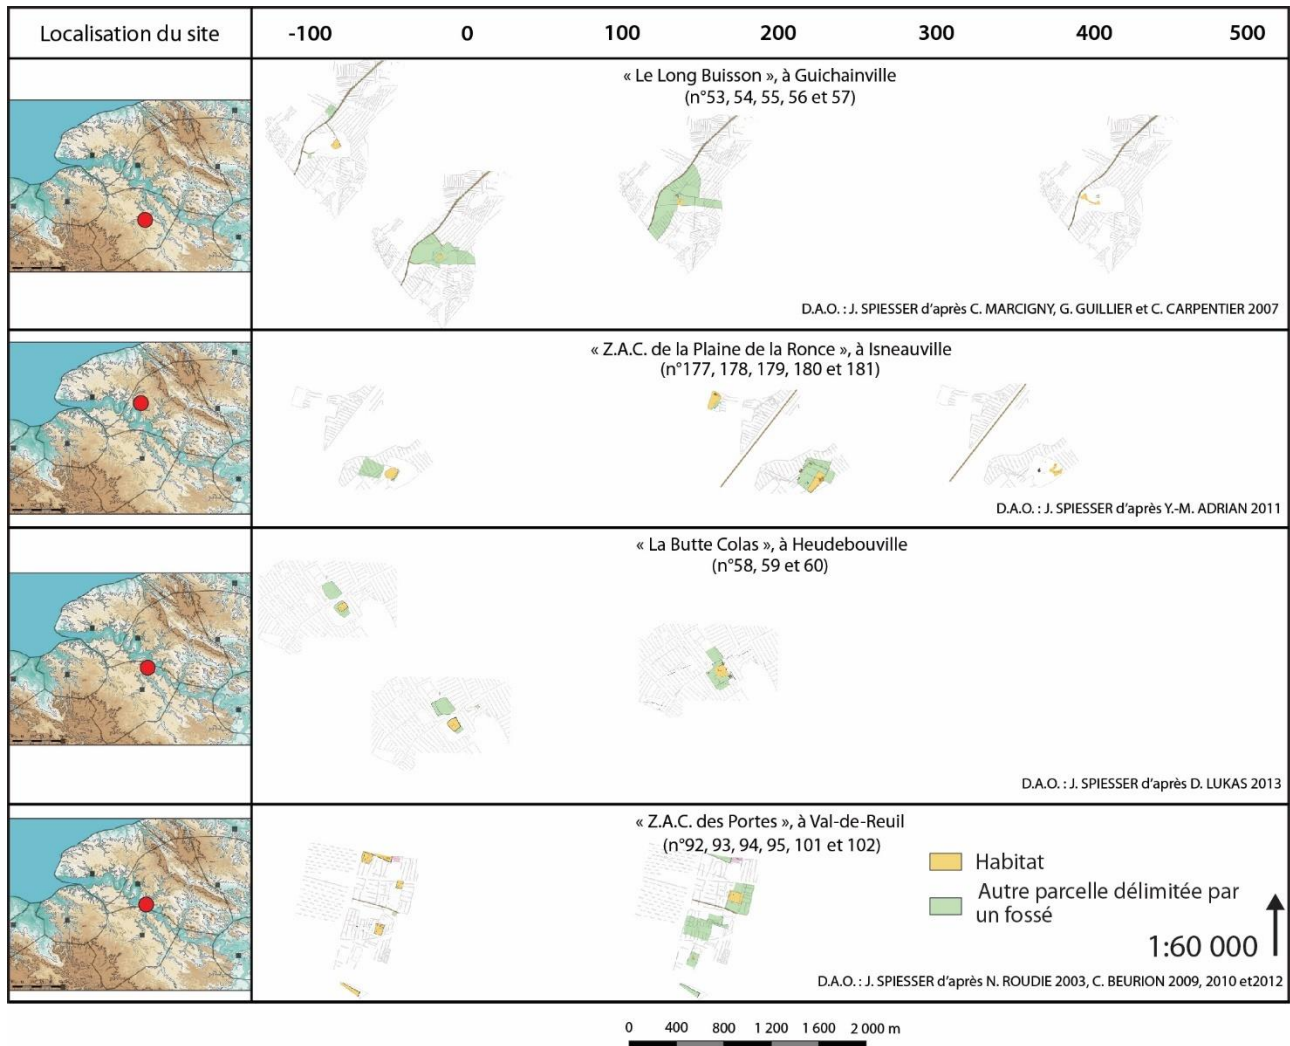 Localisation du site -100 0 100 200 300 400 500
« Le Long Buisson », à Guichainville
(n°53, 54, 55, 56 et 57)
D.A.O. : J. SPIESSER d'après C. MARCIGNY, G. GUILLIER et C. CARPENTIER 2007
« Z.A.C. de la Plaine de la Ronce », à Isneauville
(n°177, 178, 179, 180 et 181)
D.A.O. : J. SPIESSER d'après Y.-M. ADRIAN 2011
« La Butte Colas », à Heudebouville
(n°58, 59 et 60)
D.A.O. : J. SPIESSER d'après D. LUKAS 2013
« Z.A.C. des Portes », à Val-de-Reuil
(n°92, 93, 94, 95, 101 et 102)
Habitat
Autre parcelle délimitée par
un fossé
1:60 000
D.A.O. : J. SPIESSER d'après N. ROUDIE 2003, C. BEURION 2009, 2010 et2012
0 400 800 1 200 1 600 2 000 m